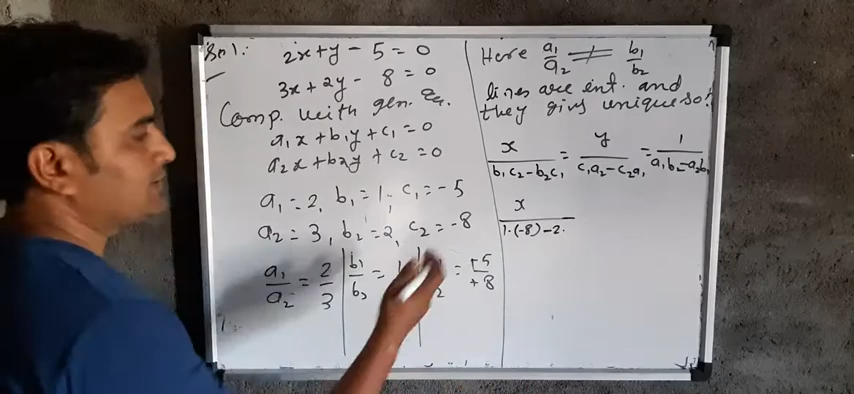 Sol 1:
2x + y - 5 = 0
3x + 2y - 8 = 0
Comp. with gen. Eq.
a₁x + b₁y + c₁ = 0
a₂x + b₂y + c₂ = 0
a₁ = 2, b₁ = 1, c₁ = -5
a₂ = 3, b₂ = 2, c₂ = -8
a₁/a₂ = 2/3 | b₁/b₂ = | = +5/+8
Here a₁/a₂ ≠ b₁/b₂
lines are int. and
they give unique so?
x/(b₁c₂ - b₂c₁) = y/(c₁a₂ - c₂a₁) = 1/(a₁b₂ - a₂b₁)
x/(1·(-8) - 2·